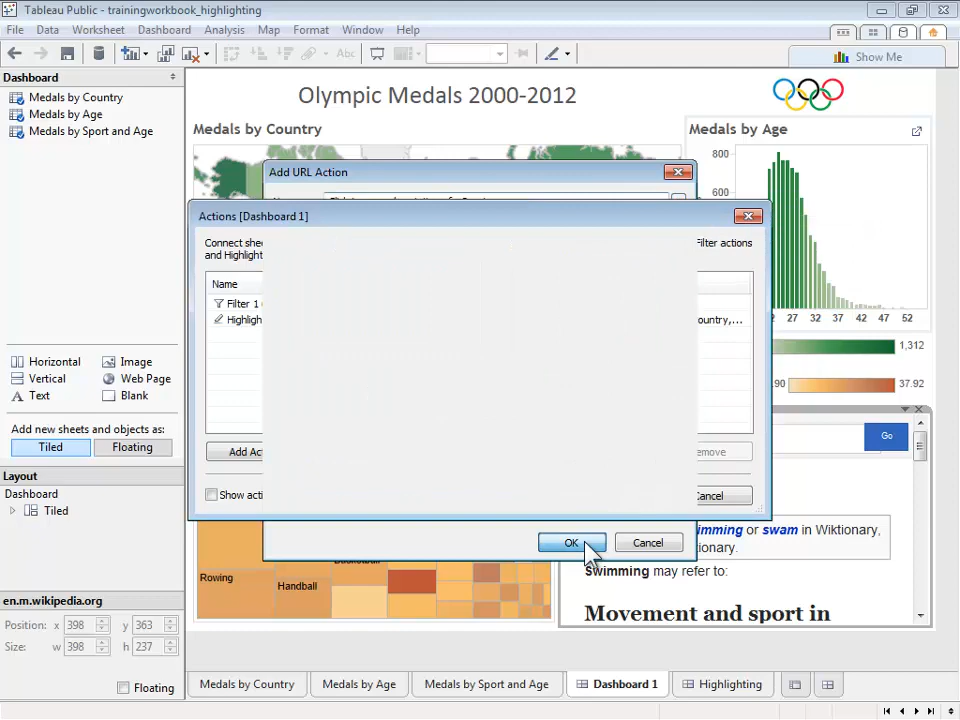 Tableau Public - trainingworkbook_highlighting
File Data Worksheet Dashboard Analysis Map Format Window Help
Abc
Show Me
Dashboard
Medals by Country
Medals by Age
Medals by Sport and Age
Horizontal Image
Vertical Web Page
Text Blank
Add new sheets and objects as:
Tiled Floating
Layout
Dashboard
Tiled
en.m.wikipedia.org
Position: x 398 y 363
Size: w 398 h 237
Floating
Olympic Medals 2000-2012
Medals by Country
Medals by Age
800
600
27 32 37 42 47 52
1,312
.90 37.92
Add URL Action
Actions [Dashboard 1]
Connect shee
and Highligh
Filter actions
Name
Filter 1
Highligh
ountry,...
Add Act
emove
Show acti
Cancel
OK Cancel
Go
mming or swam in Wiktionary,
tionary.
Swimming may refer to:
Movement and sport in
Rowing
Handball
Medals by Country Medals by Age Medals by Sport and Age Dashboard 1 Highlighting